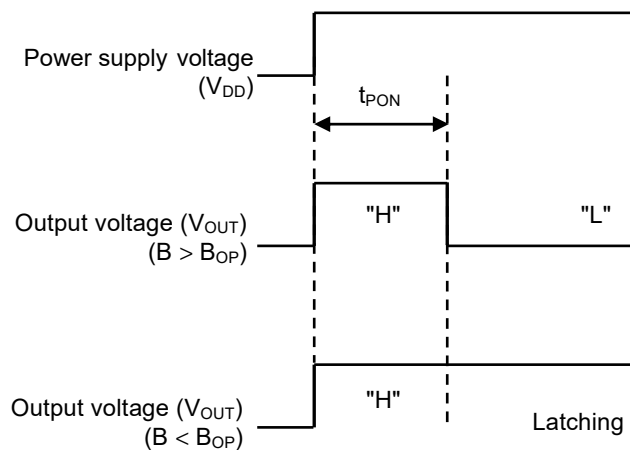 Power supply voltage
(VDD)
tPON
Output voltage (VOUT)
(B > BOP)
"H"
"L"
Output voltage (VOUT)
(B < BOP)
"H"
Latching